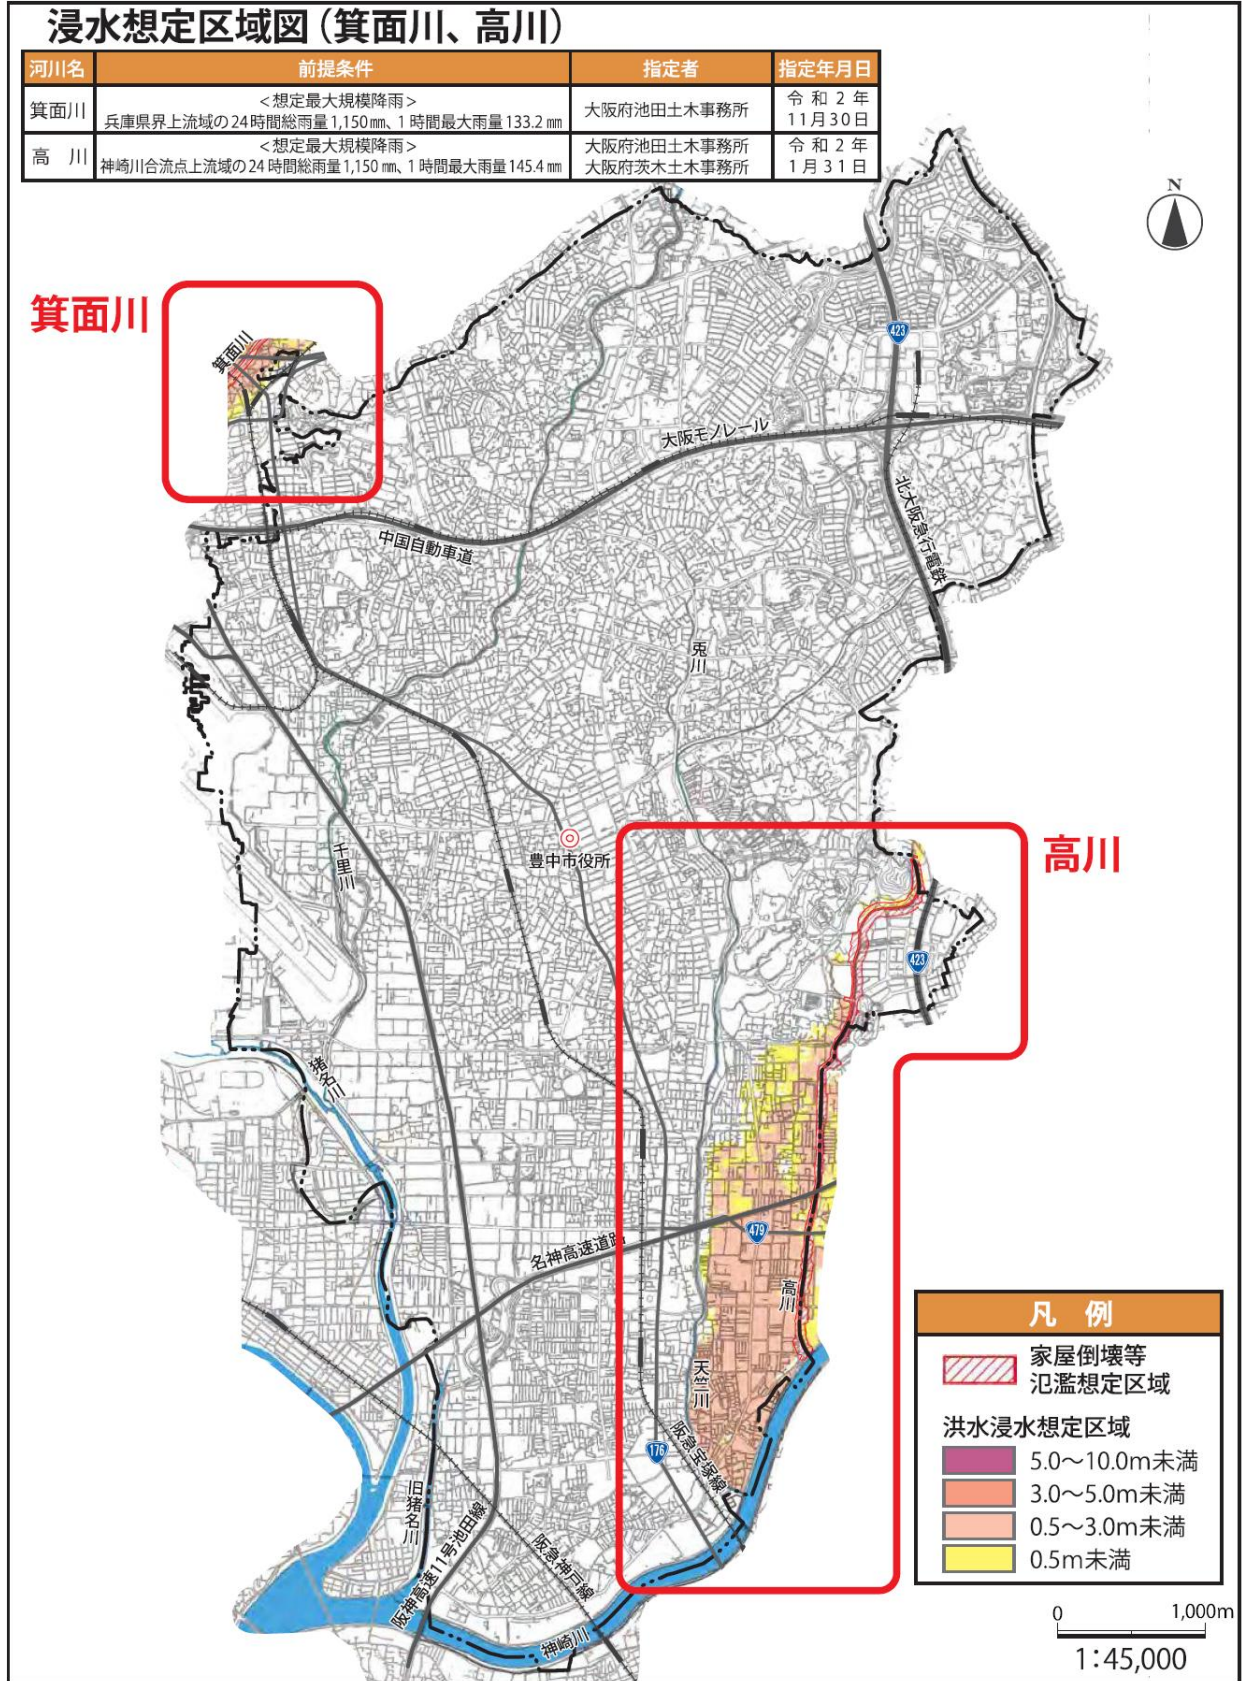 浸水想定区域図（箕面川、高川）
河川名 前提条件 指定者 指定年月日
箕面川 <想定最大規模降雨> 兵庫県界上流域の24時間総雨量1,150㎜、1時間最大雨量133.2㎜ 大阪府池田土木事務所 令和2年11月30日
高 川 <想定最大規模降雨> 神崎川合流点上流域の24時間総雨量1,150㎜、1時間最大雨量145.4㎜ 大阪府池田土木事務所 大阪府茨木土木事務所 令和2年1月31日
N
箕面川
箕面川
423
大阪モノレール
北大阪急行電鉄
中国自動車道
兎川
千里川
豊中市役所
高川
423
猪名川
名神高速道路
479
高川
天竺川
176
阪急宝塚線
旧猪名川
阪神高速11号池田線
阪急神戸線
神崎川
凡 例
家屋倒壊等
氾濫想定区域
洪水浸水想定区域
5.0～10.0m未満
3.0～5.0m未満
0.5～3.0m未満
0.5m未満
0 1,000m
1：45,000